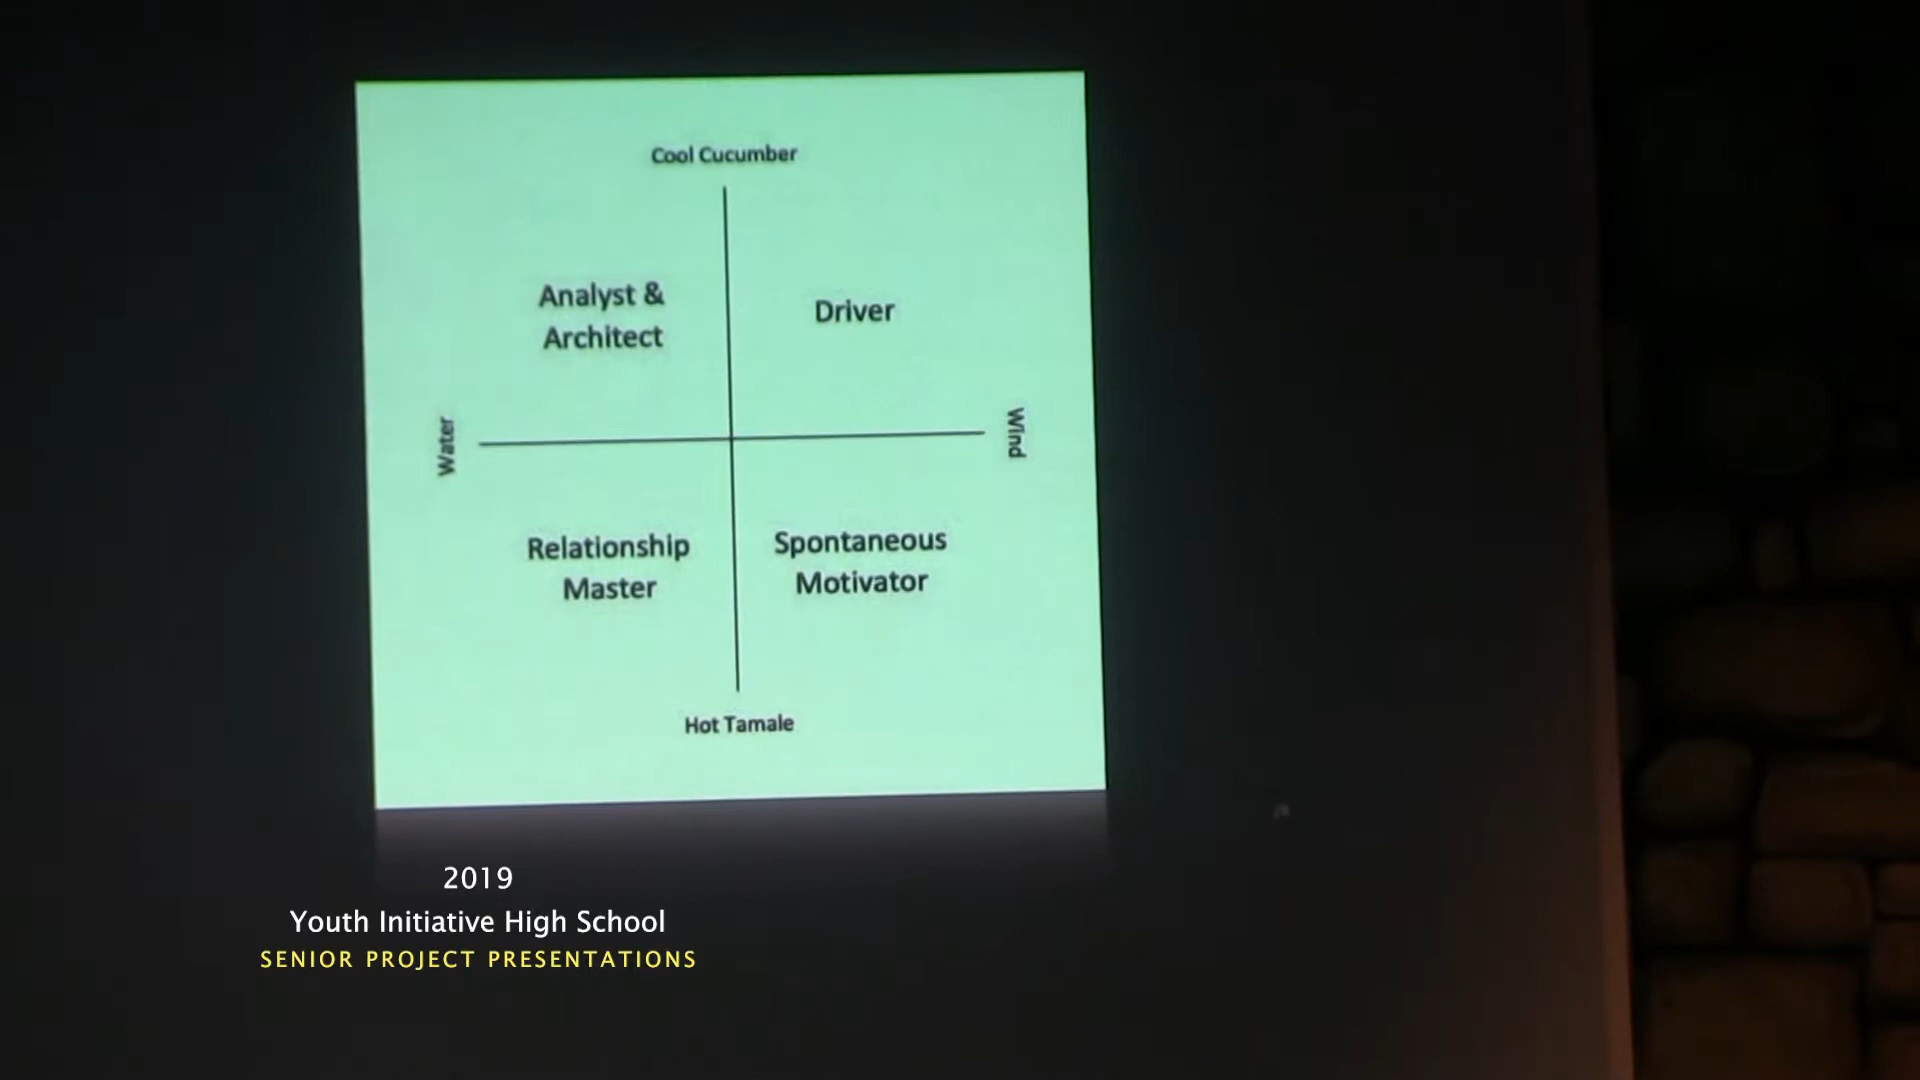 Cool Cucumber
Analyst &
Architect
Driver
Water
Wind
Relationship
Master
Spontaneous
Motivator
Hot Tamale
2019
Youth Initiative High School
SENIOR PROJECT PRESENTATIONS